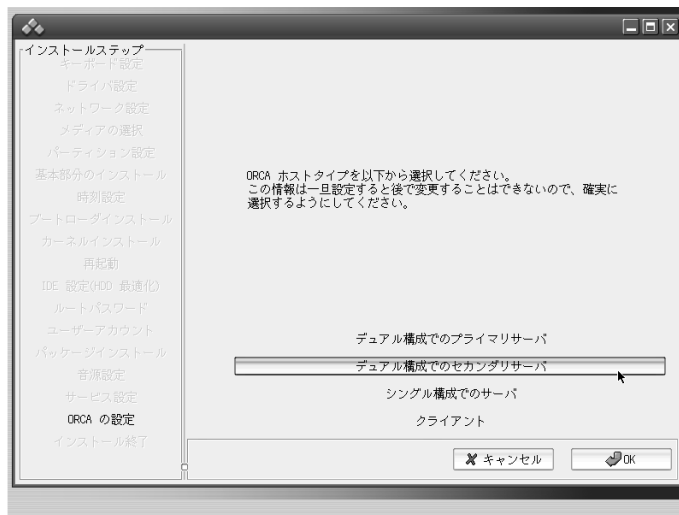 インストールステップ
キーボード設定
ドライバ設定
ネットワーク設定
メディアの選択
パーティション設定
基本部分のインストール
時刻設定
ブートローダインストール
カーネルインストール
再起動
IDE 設定(HDD 最適化)
ルートパスワード
ユーザーアカウント
パッケージインストール
音源設定
サービス設定
ORCA の設定
インストール終了
ORCA ホストタイプを以下から選択してください。
この情報は一旦設定すると後で変更することはできないので、確実に
選択するようにしてください。
デュアル構成でのプライマリサーバ
デュアル構成でのセカンダリサーバ
シングル構成でのサーバ
クライアント
キャンセル
OK